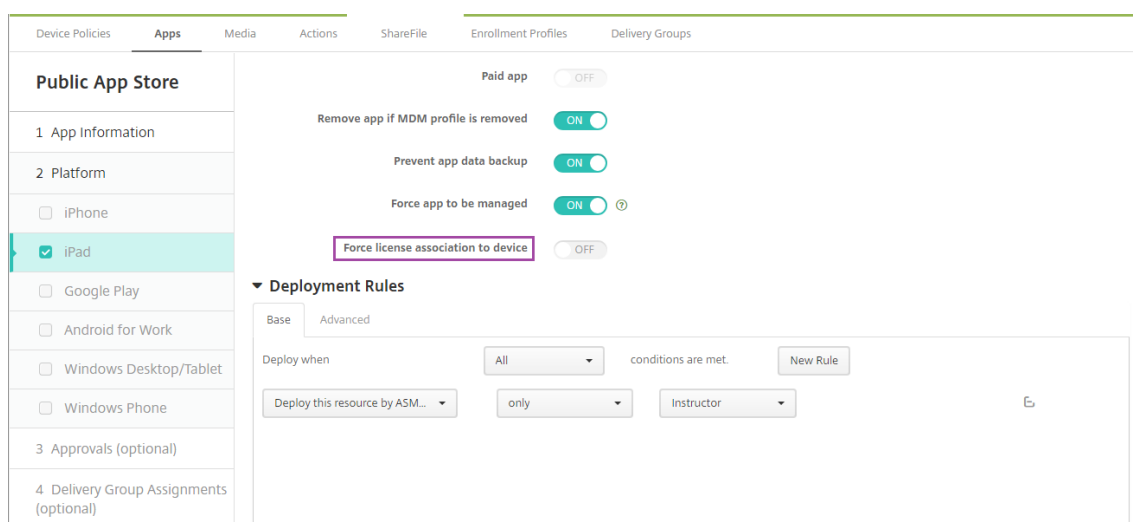 Device Policies Apps Media Actions ShareFile Enrollment Profiles Delivery Groups
Public App Store
1 App Information
2 Platform
iPhone
iPad
Google Play
Android for Work
Windows Desktop/Tablet
Windows Phone
3 Approvals (optional)
4 Delivery Group Assignments
(optional)
Paid app OFF
Remove app if MDM profile is removed ON
Prevent app data backup ON
Force app to be managed ON ?
Force license association to device OFF
Deployment Rules
Base Advanced
Deploy when All conditions are met. New Rule
Deploy this resource by ASM... only Instructor